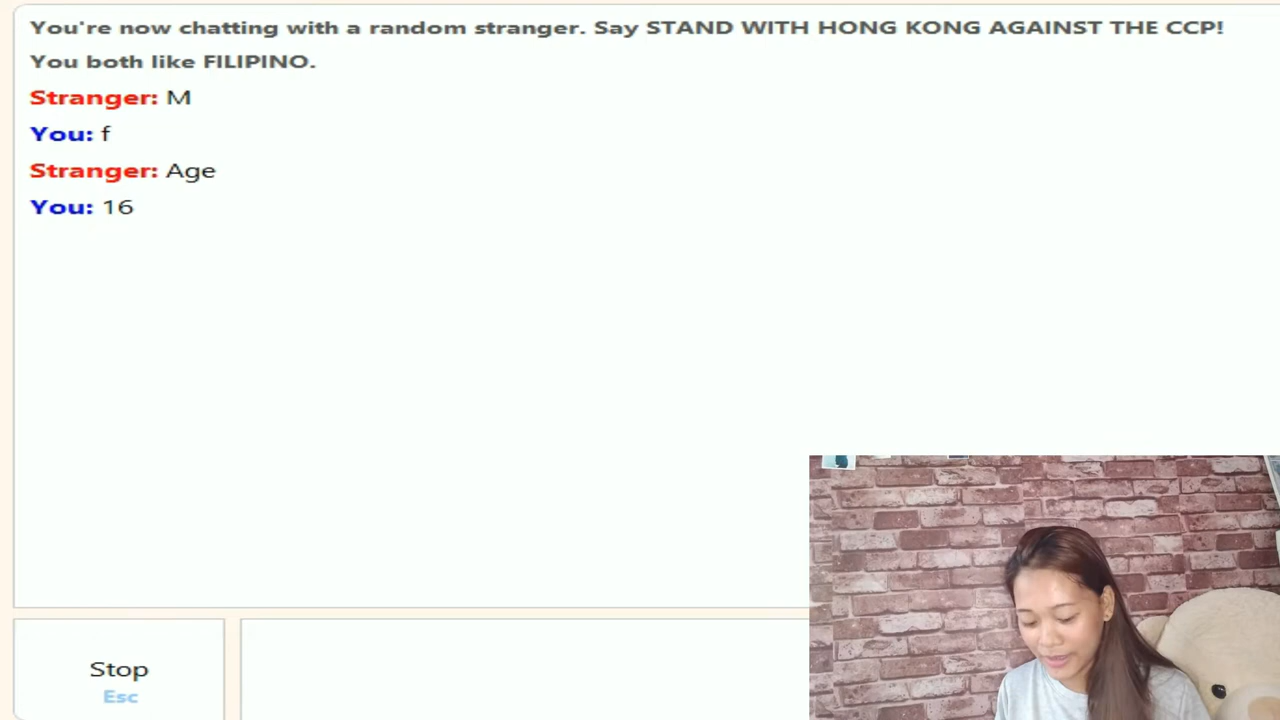 You're now chatting with a random stranger. Say STAND WITH HONG KONG AGAINST THE CCP!
You both like FILIPINO.
Stranger: M
You: f
Stranger: Age
You: 16
Stop
Esc